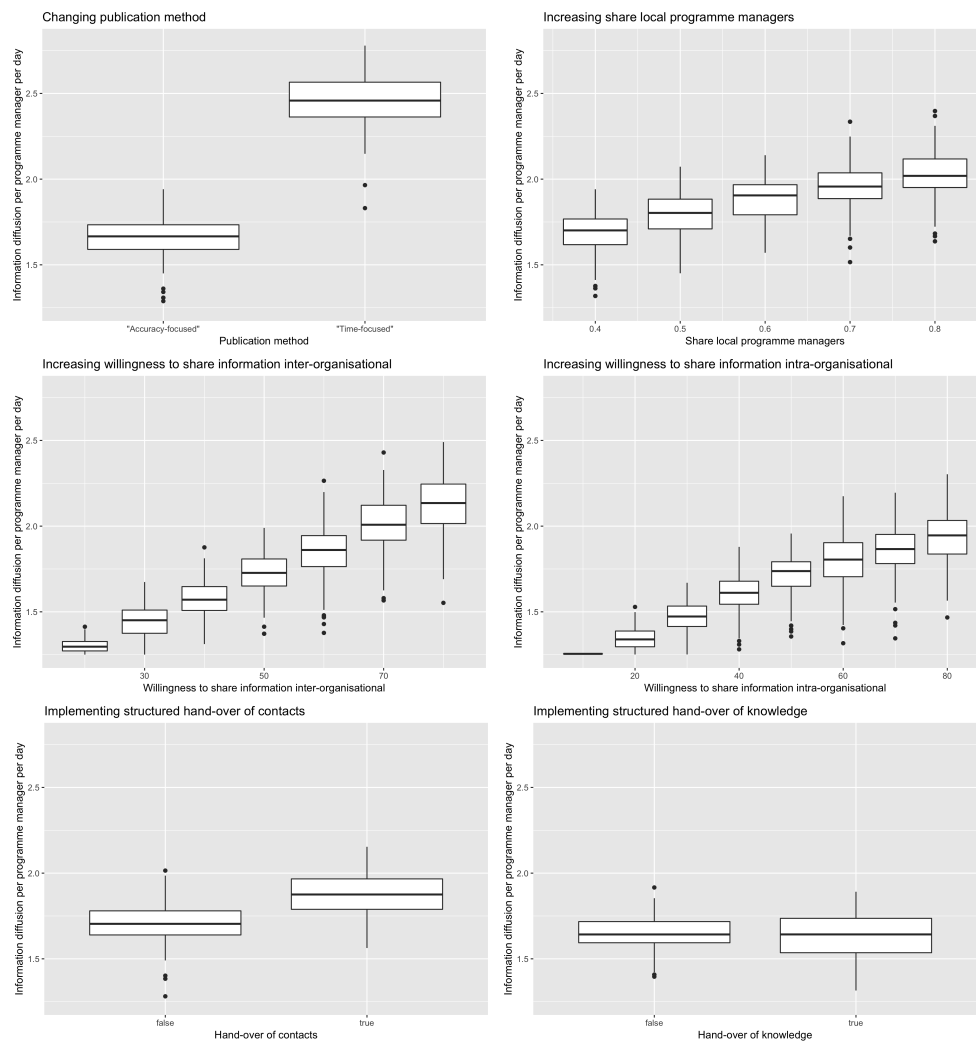 Changing publication method
Information diffusion per programme manager per day
2.5
2.0
1.5
"Accuracy-focused" "Time-focused"
Publication method
Increasing share local programme managers
Information diffusion per programme manager per day
2.5
2.0
1.5
0.4 0.5 0.6 0.7 0.8
Share local programme managers
Increasing willingness to share information inter-organisational
Information diffusion per programme manager per day
2.5
2.0
1.5
30 50 70
Willingness to share information inter-organisational
Increasing willingness to share information intra-organisational
Information diffusion per programme manager per day
2.5
2.0
1.5
20 40 60 80
Willingness to share information intra-organisational
Implementing structured hand-over of contacts
Information diffusion per programme manager per day
2.5
2.0
1.5
false true
Hand-over of contacts
Implementing structured hand-over of knowledge
Information diffusion per programme manager per day
2.5
2.0
1.5
false true
Hand-over of knowledge